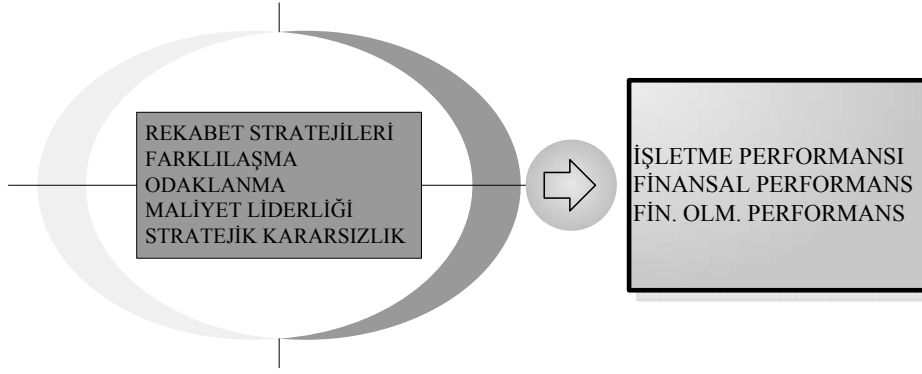 REKABET STRATEJİLERİ
FARKLILAŞMA
ODAKLANMA
MALİYET LİDERLİĞİ
STRATEJİK KARARSIZLIK
İŞLETME PERFORMANSI
FİNANSAL PERFORMANS
FİN. OLM. PERFORMANS